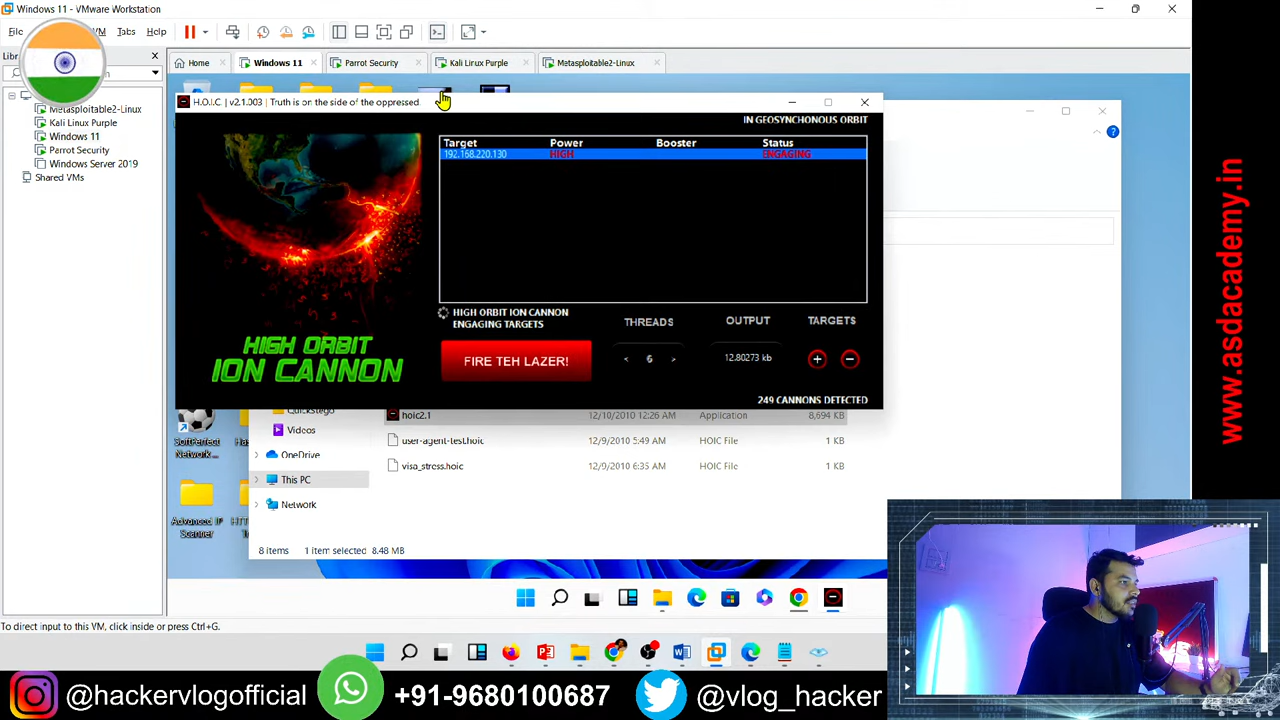 Windows 11 - VMware Workstation
File
VM
Tabs
Help
Home
Windows 11
Parrot Security
Kali Linux Purple
Metasploitable2-Linux
Metasploitable2-Linux
Kali Linux Purple
Windows 11
Parrot Security
Windows Server 2019
Shared VMs
H.O.I.C. | v2.1.003 | Truth is on the side of the oppressed.
IN GEOSYNCHONOUS ORBIT
Target Power Booster Status
192.168.220.130 HIGH ENGAGING
HIGH ORBIT ION CANNON
ENGAGING TARGETS
THREADS
OUTPUT
TARGETS
FIRE TEH LAZER!
< 6 >
12.80273 kb
+ −
HIGH ORBIT
ION CANNON
249 CANNONS DETECTED
QuickStego
Videos
OneDrive
This PC
Network
hoic2.1 12/10/2010 12:26 AM Application 8,694 KB
user-agent-test.hoic 12/9/2010 5:49 AM HOIC File 1 KB
visa_stress.hoic 12/9/2010 6:35 AM HOIC File 1 KB
SoftPerfect
Network ...
Advanced IP
Scanner
8 items 1 item selected 8.48 MB
To direct input to this VM, click inside or press Ctrl+G.
www.asdacademy.in
@hackervlogofficial
+91-9680100687
@vlog_hacker